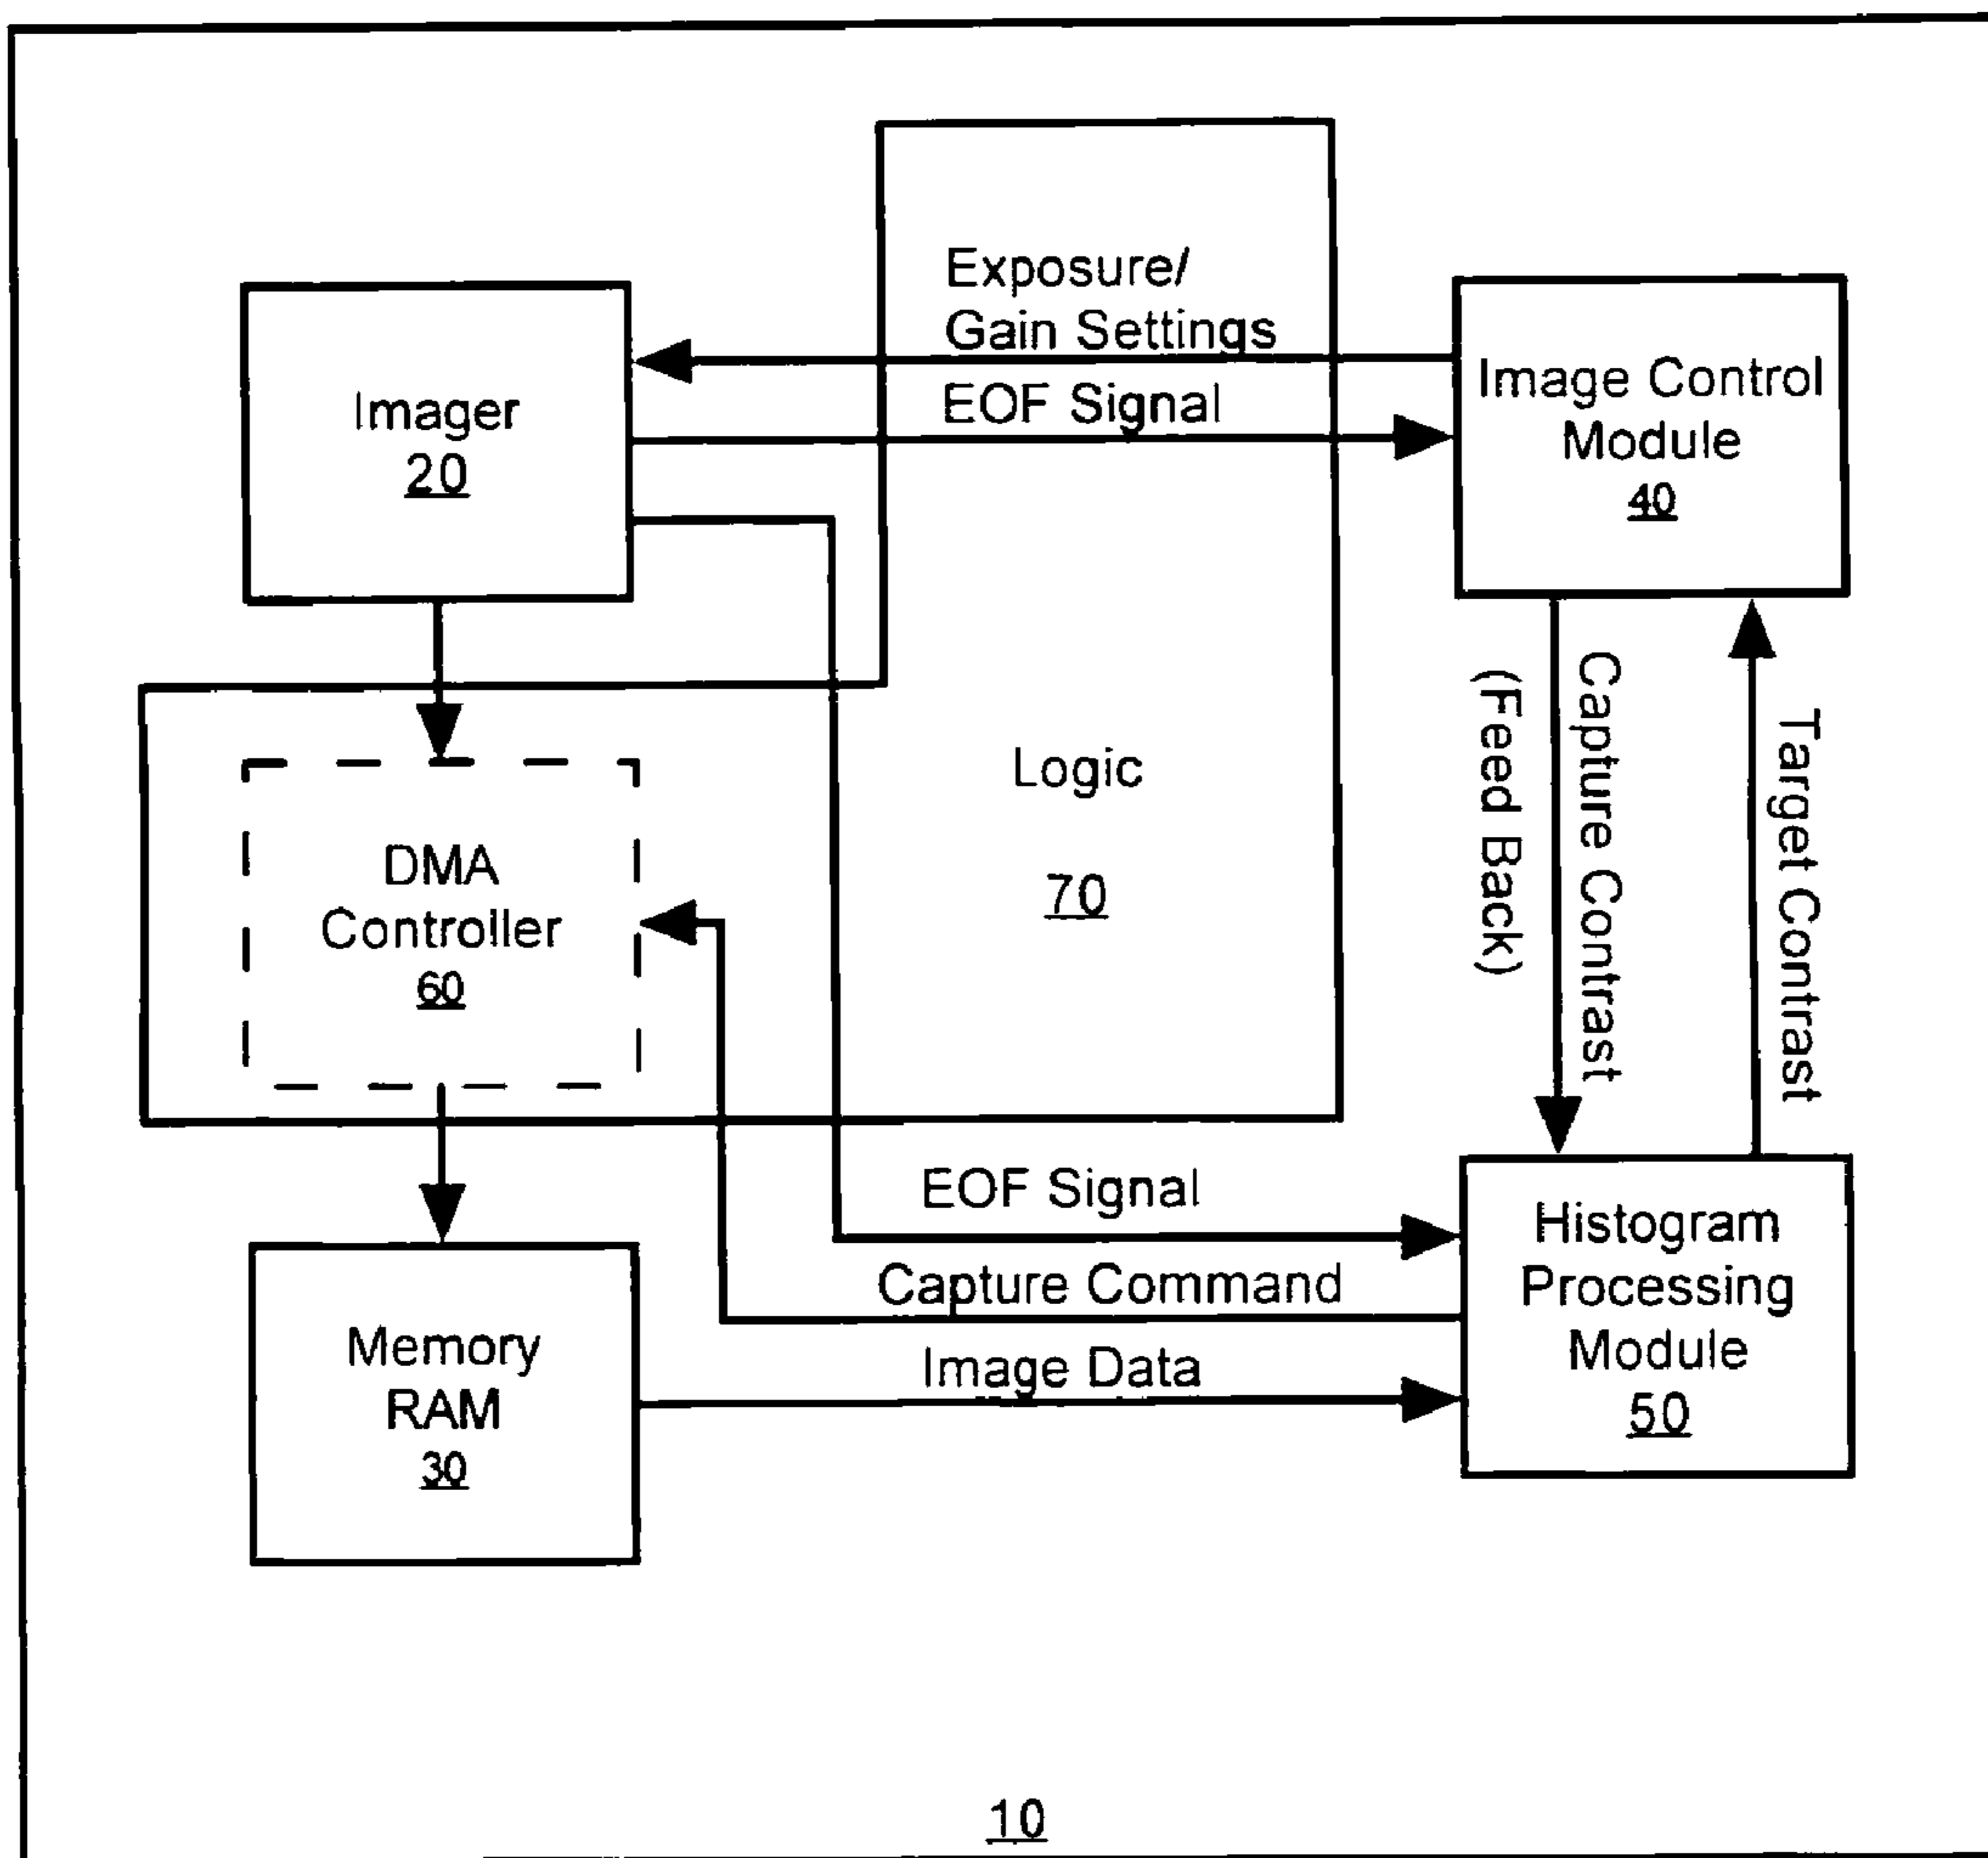 Exposure/
Gain Settings
EOF Signal
Imager
20
Image Control
Module
40
Capture Contrast
(Feed Back)
Target Contrast
Logic
70
DMA
Controller
60
EOF Signal
Capture Command
Image Data
Memory
RAM
30
Histogram
Processing
Module
50
10